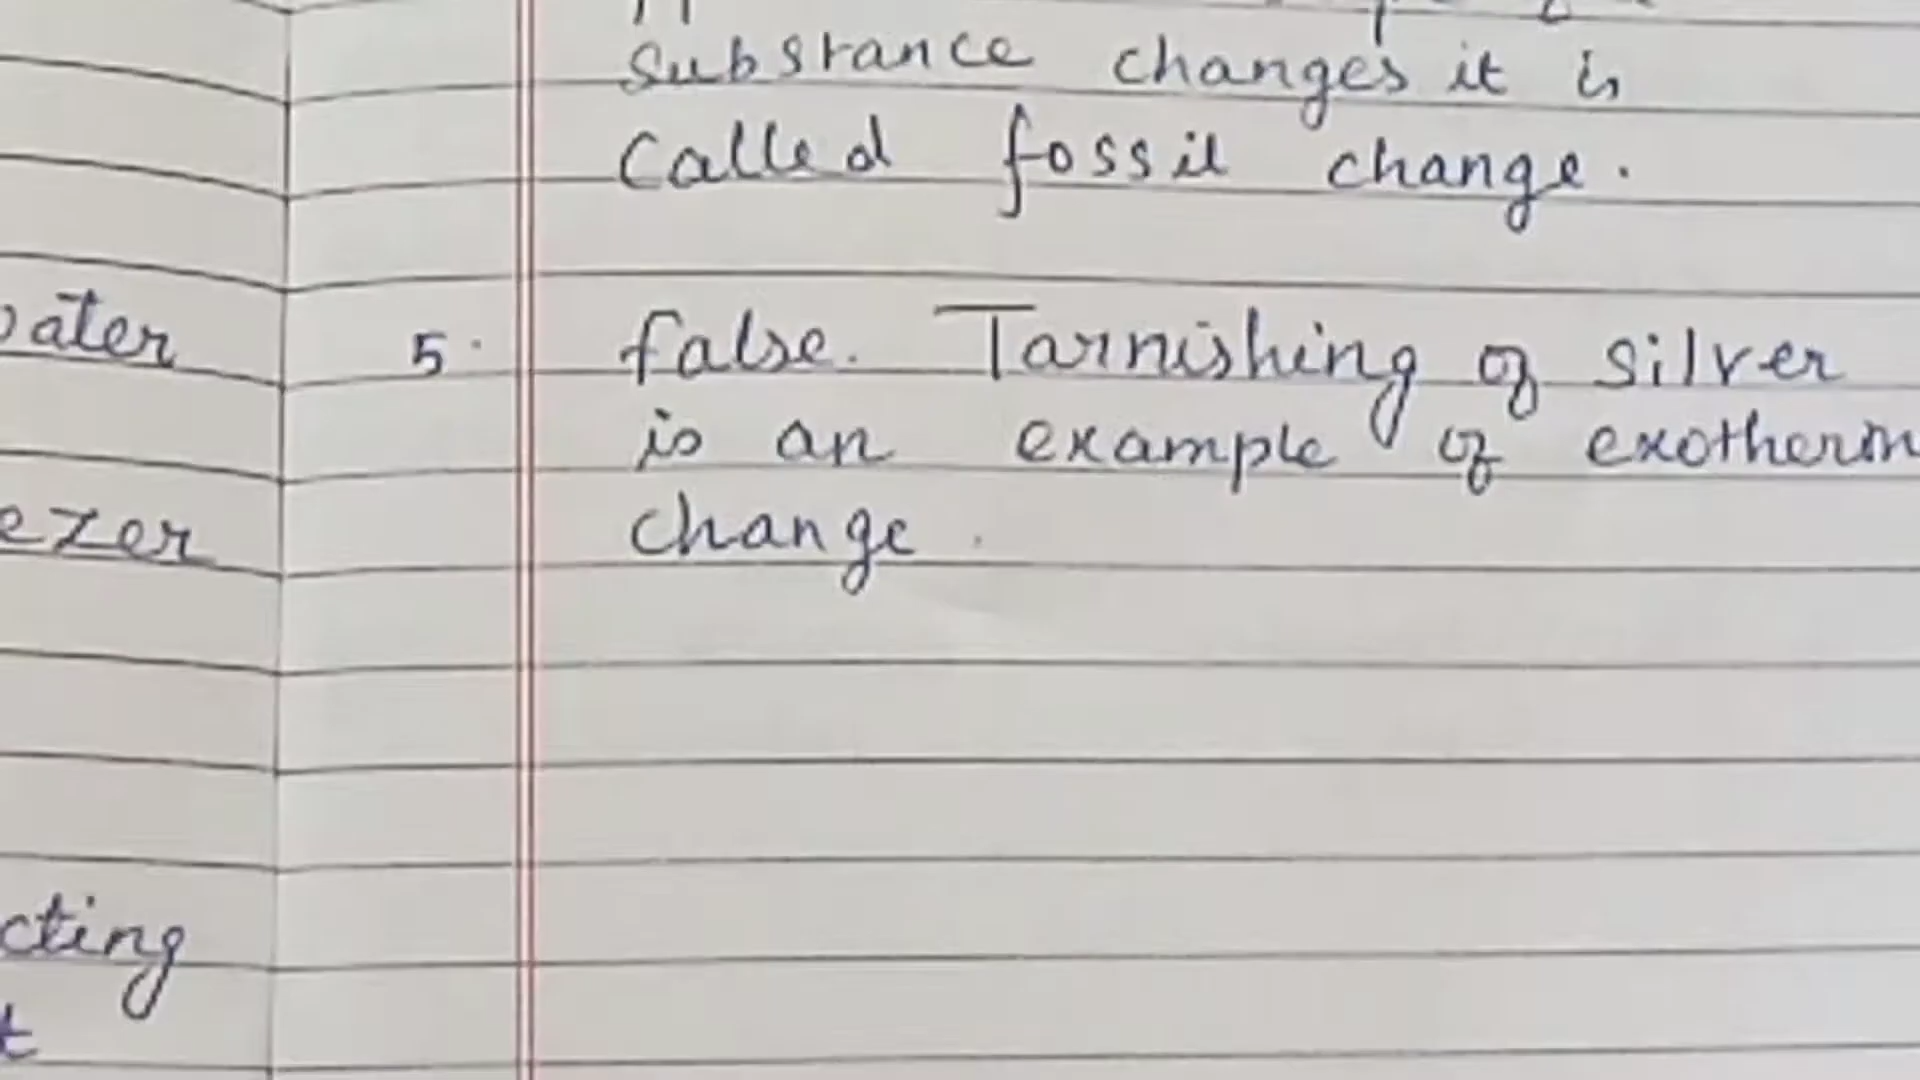 substance changes it is
called fossil change.
5. false. Tarnishing of silver
is an example of exotherm
change.
water
ezer
cting
t